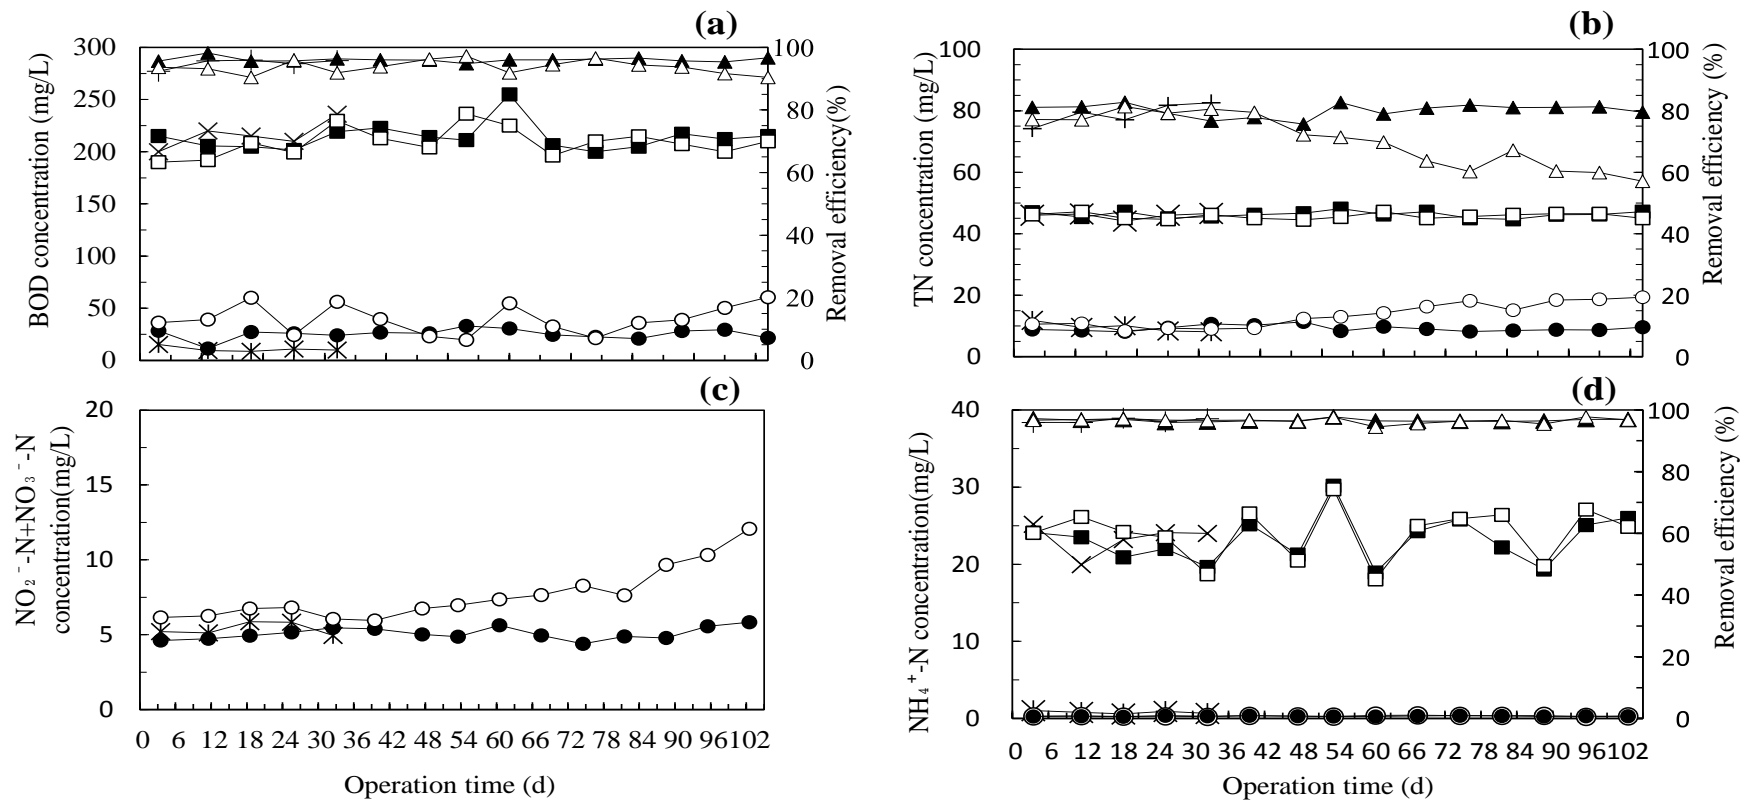 (a)
BOD concentration (mg/L)
300
250
200
150
100
50
0
100
80
60
40
20
0
Removal efficiency(%)
(b)
TN concentration (mg/L)
100
80
60
40
20
0
100
80
60
40
20
0
Removal efficiency (%)
(c)
NO₂⁻-N+NO₃⁻-N
concentration(mg/L)
20
15
10
5
0
0 6 12 18 24 30 36 42 48 54 60 66 72 78 84 90 96 102
Operation time (d)
(d)
NH₄⁺-N concentration(mg/L)
40
30
20
10
0
100
80
60
40
20
0
Removal efficiency (%)
0 6 12 18 24 30 36 42 48 54 60 66 72 78 84 90 96 102
Operation time (d)